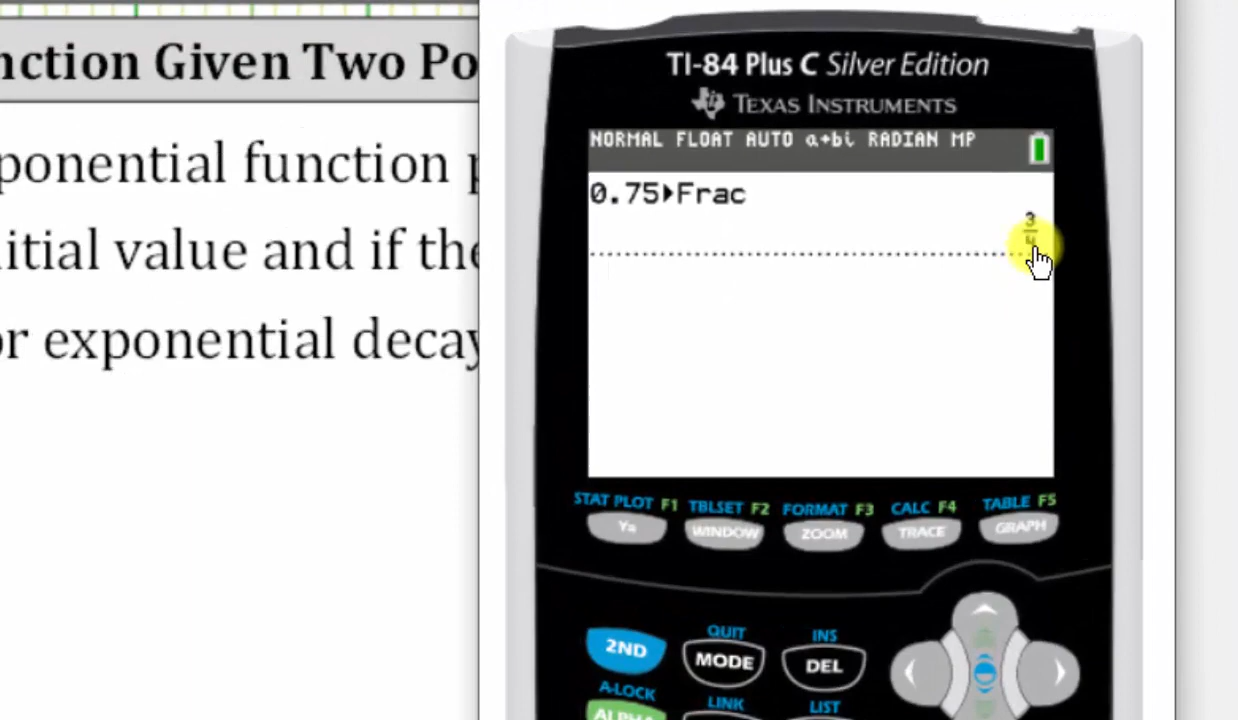 nction Given Two Po
ponential function p
itial value and if the
or exponential decay
TI-84 Plus C Silver Edition
TEXAS INSTRUMENTS
NORMAL FLOAT AUTO a+bi RADIAN MP
0.75▸Frac
3
4
STAT PLOT F1 TBLSET F2 FORMAT F3 CALC F4 TABLE F5
Y= WINDOW ZOOM TRACE GRAPH
QUIT INS
2ND MODE DEL
A-LOCK LINK LIST
ALPHA